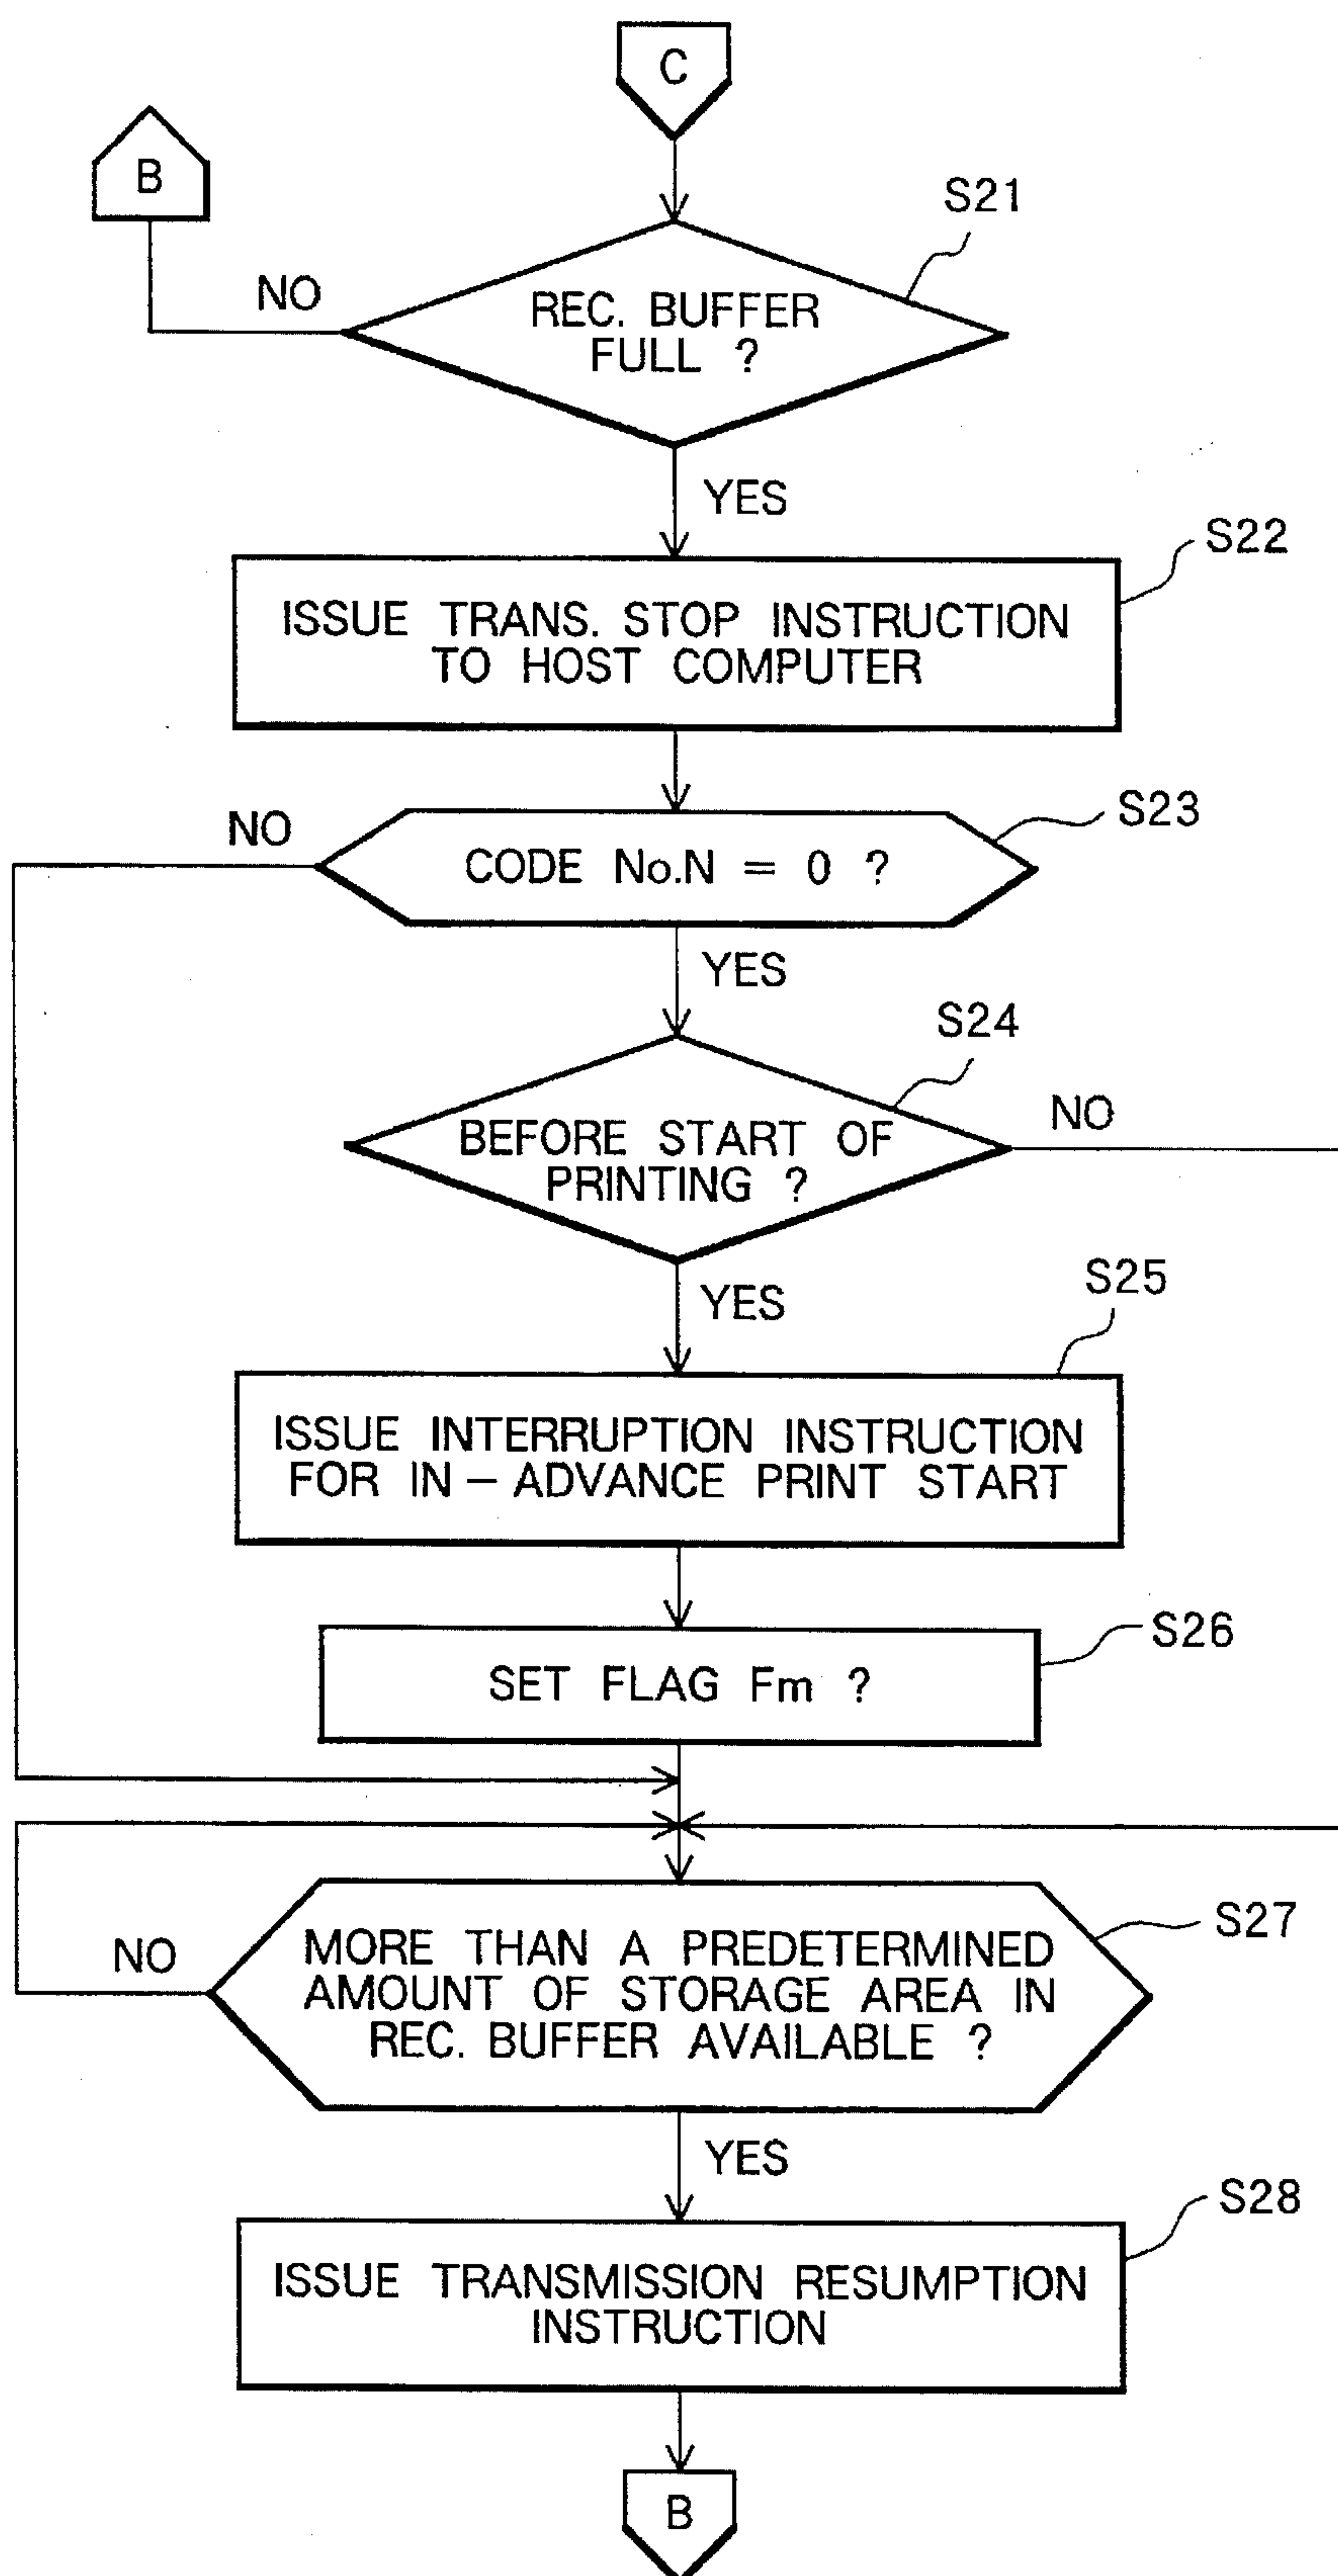 C
B
S21
NO
REC. BUFFER
FULL ?
YES
S22
ISSUE TRANS. STOP INSTRUCTION
TO HOST COMPUTER
S23
NO
CODE No.N = 0 ?
YES
S24
NO
BEFORE START OF
PRINTING ?
YES
S25
ISSUE INTERRUPTION INSTRUCTION
FOR IN-ADVANCE PRINT START
S26
SET FLAG Fm ?
S27
NO
MORE THAN A PREDETERMINED
AMOUNT OF STORAGE AREA IN
REC. BUFFER AVAILABLE ?
YES
S28
ISSUE TRANSMISSION RESUMPTION
INSTRUCTION
B